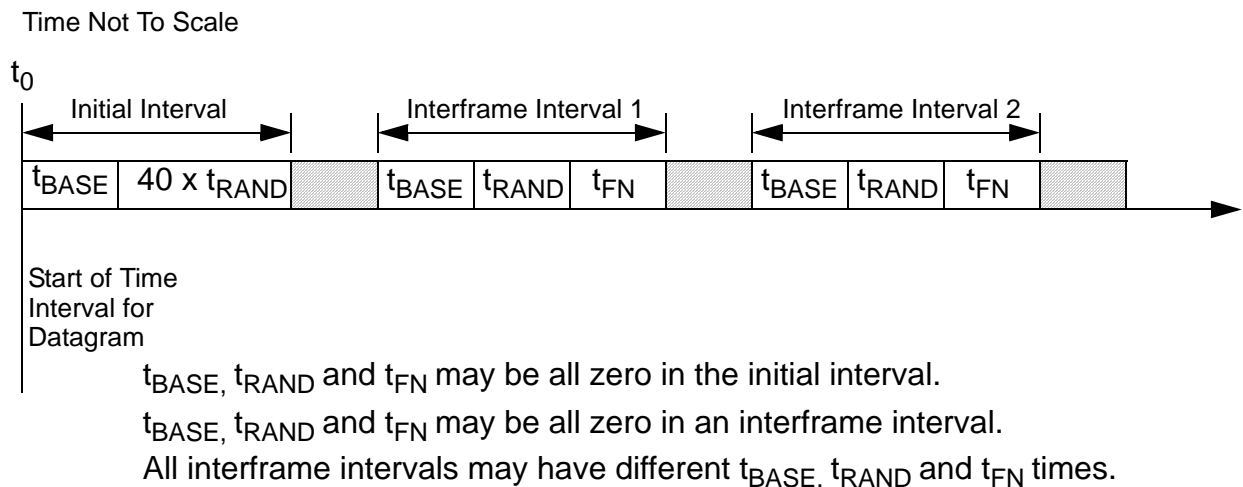 Time Not To Scale
t0
Initial Interval Interframe Interval 1 Interframe Interval 2
tBASE 40 x tRAND tBASE tRAND tFN tBASE tRAND tFN
Start of Time
Interval for
Datagram
tBASE, tRAND and tFN may be all zero in the initial interval.
tBASE, tRAND and tFN may be all zero in an interframe interval.
All interframe intervals may have different tBASE, tRAND and tFN times.